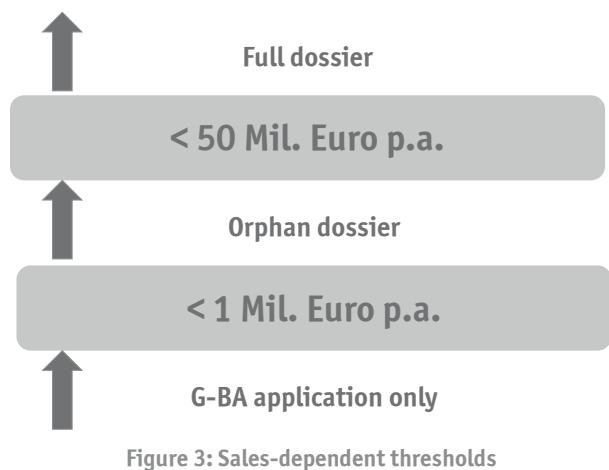 Full dossier
< 50 Mil. Euro p.a.
Orphan dossier
< 1 Mil. Euro p.a.
G-BA application only
Figure 3: Sales-dependent thresholds